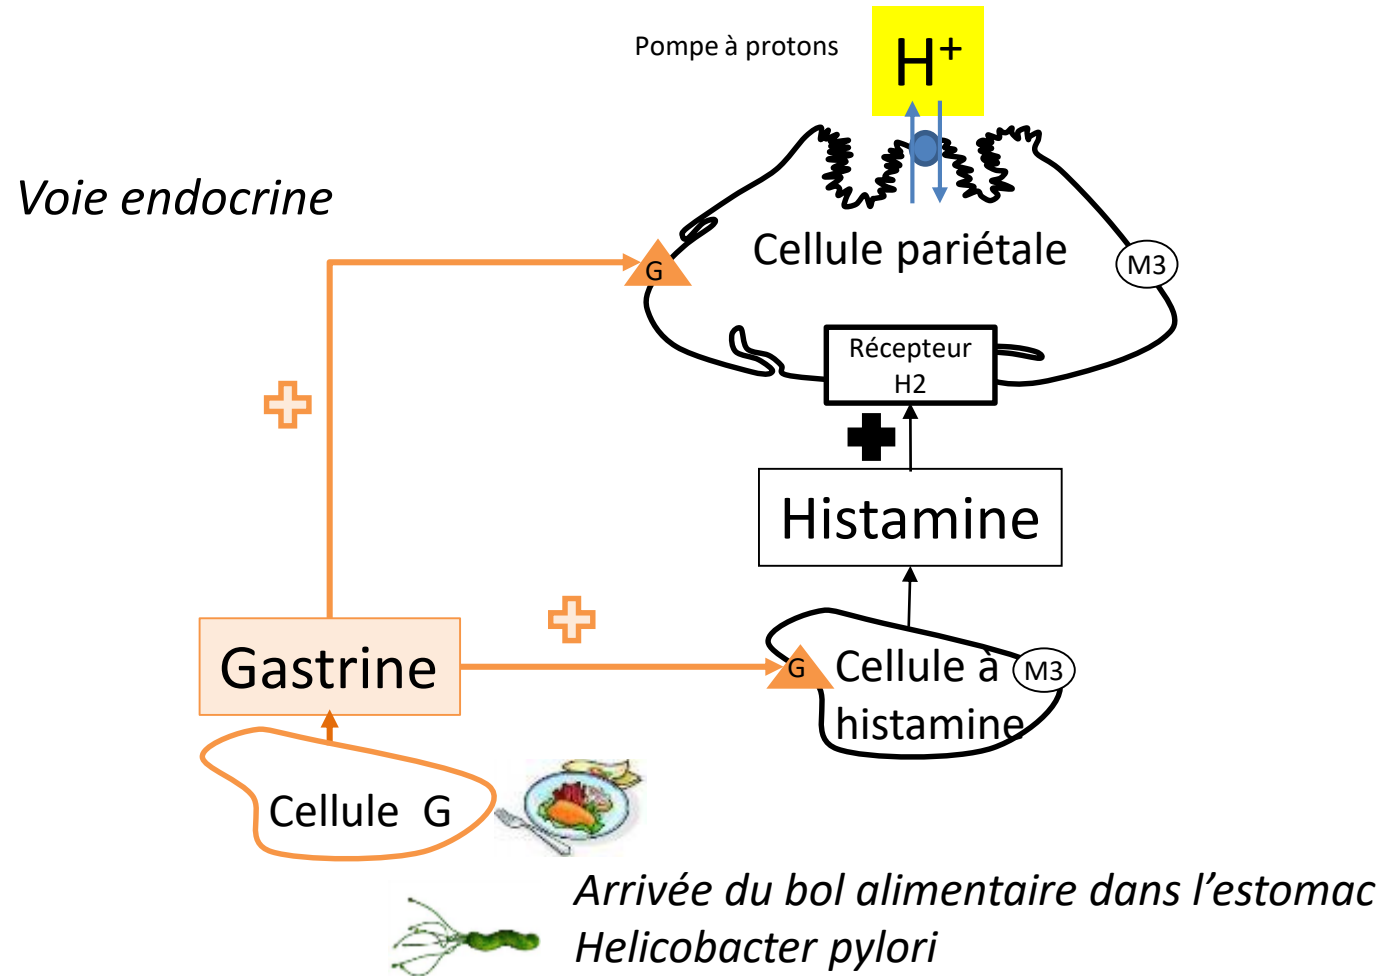 Pompe à protons
H+
Voie endocrine
Cellule pariétale
G
M3
Récepteur
H2
Histamine
Gastrine
G
Cellule à
histamine
M3
Cellule G
Arrivée du bol alimentaire dans l’estomac
Helicobacter pylori